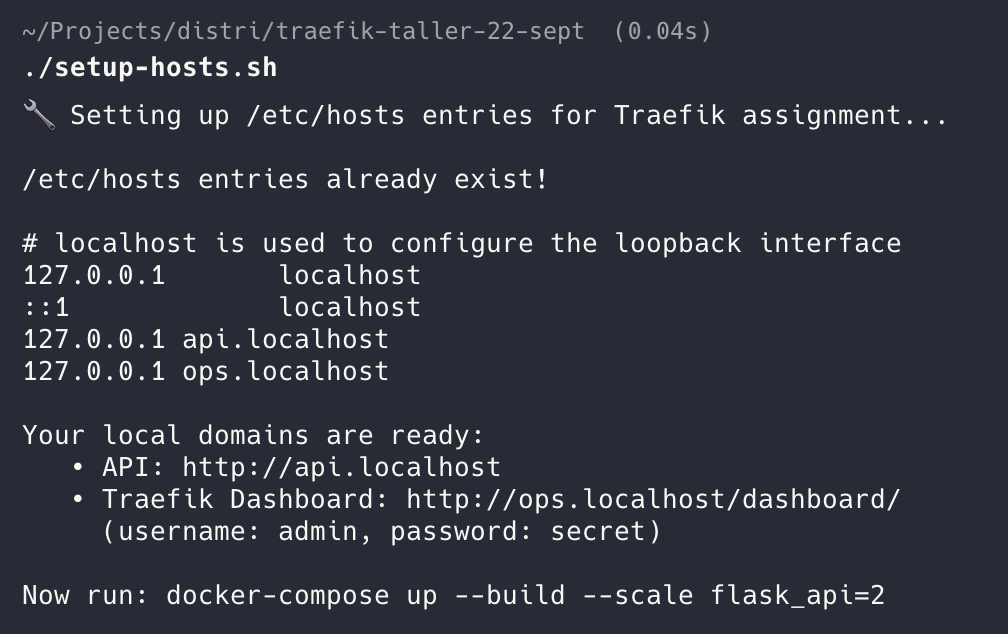 ~/Projects/distri/traefik-taller-22-sept (0.04s)
./setup-hosts.sh
🔧 Setting up /etc/hosts entries for Traefik assignment...
/etc/hosts entries already exist!
# localhost is used to configure the loopback interface
127.0.0.1       localhost
::1             localhost
127.0.0.1 api.localhost
127.0.0.1 ops.localhost
Your local domains are ready:
   • API: http://api.localhost
   • Traefik Dashboard: http://ops.localhost/dashboard/
     (username: admin, password: secret)
Now run: docker-compose up --build --scale flask_api=2